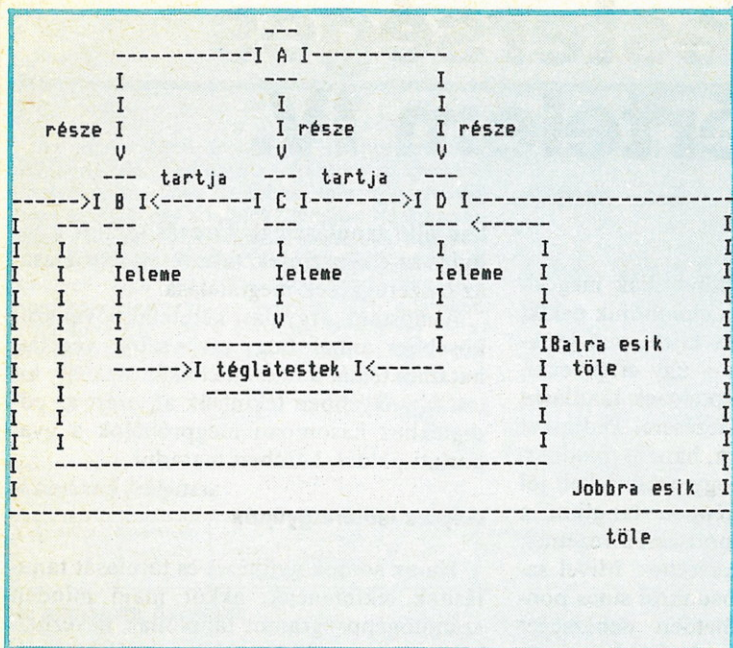 ---
----------------I A I----------------
I --- I
I I I
I I I
része I I része I része
V V V
--- tartja --- tartja ---
------->I B I<---------I C I--------->I D I-------------------
I <-------- I
I I I I I I I
I I Ieleme Ieleme Ieleme I I
I I I I I I I
I I I V I I I
I I I ------------- I IBalra esik I
I I ------->I téglatestek I<------- I töle I
I I ------------- I I
I I I I
I I I I
I ------------------------------------------------- I
I Jobbra esik I
--------------------------------------------------------------
töle